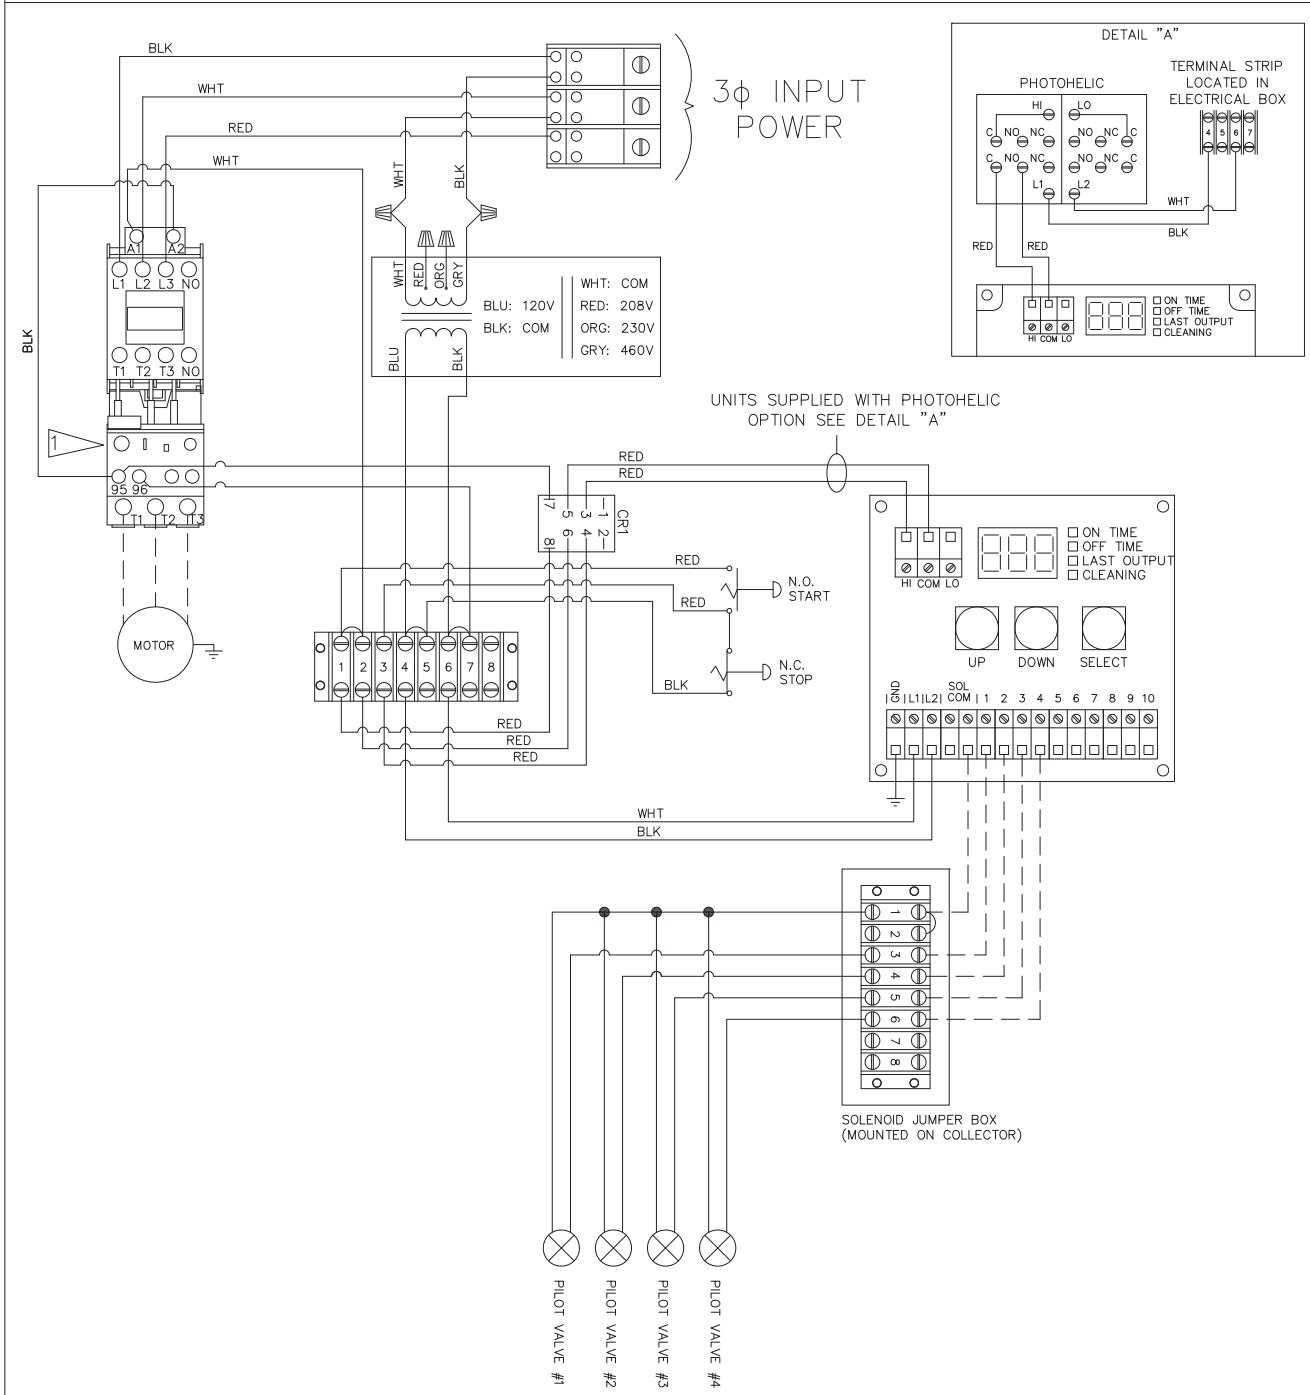 BLK
WHT
RED
WHT
3ϕ INPUT
POWER
WHT
BLK
BLK
A1 A2
L1 L2 L3 NO
T1 T2 T3 NO
1
95 96
T1 T2 T3
MOTOR
WHT
RED
ORG
GRY
BLU: 120V
BLK: COM
WHT: COM
RED: 208V
ORG: 230V
GRY: 460V
BLU
BLK
DETAIL "A"
PHOTOHELIC
TERMINAL STRIP
LOCATED IN
ELECTRICAL BOX
HI LO
C NO NC NO NC C
C NO NC NO NC C
L1 L2
4 5 6 7
WHT
BLK
RED RED
HI COM LO
ON TIME
OFF TIME
LAST OUTPUT
CLEANING
UNITS SUPPLIED WITH PHOTOHELIC
OPTION SEE DETAIL "A"
RED
RED
7 5 3 1
8 6 4 2
CR1
RED
N.O.
START
RED
N.C.
STOP
BLK
1 2 3 4 5 6 7 8
RED
RED
RED
WHT
BLK
HI COM LO
ON TIME
OFF TIME
LAST OUTPUT
CLEANING
UP DOWN SELECT
GND L1 L2 SOL COM 1 2 3 4 5 6 7 8 9 10
1
2
3
4
5
6
7
8
SOLENOID JUMPER BOX
(MOUNTED ON COLLECTOR)
PILOT VALVE #1
PILOT VALVE #2
PILOT VALVE #3
PILOT VALVE #4